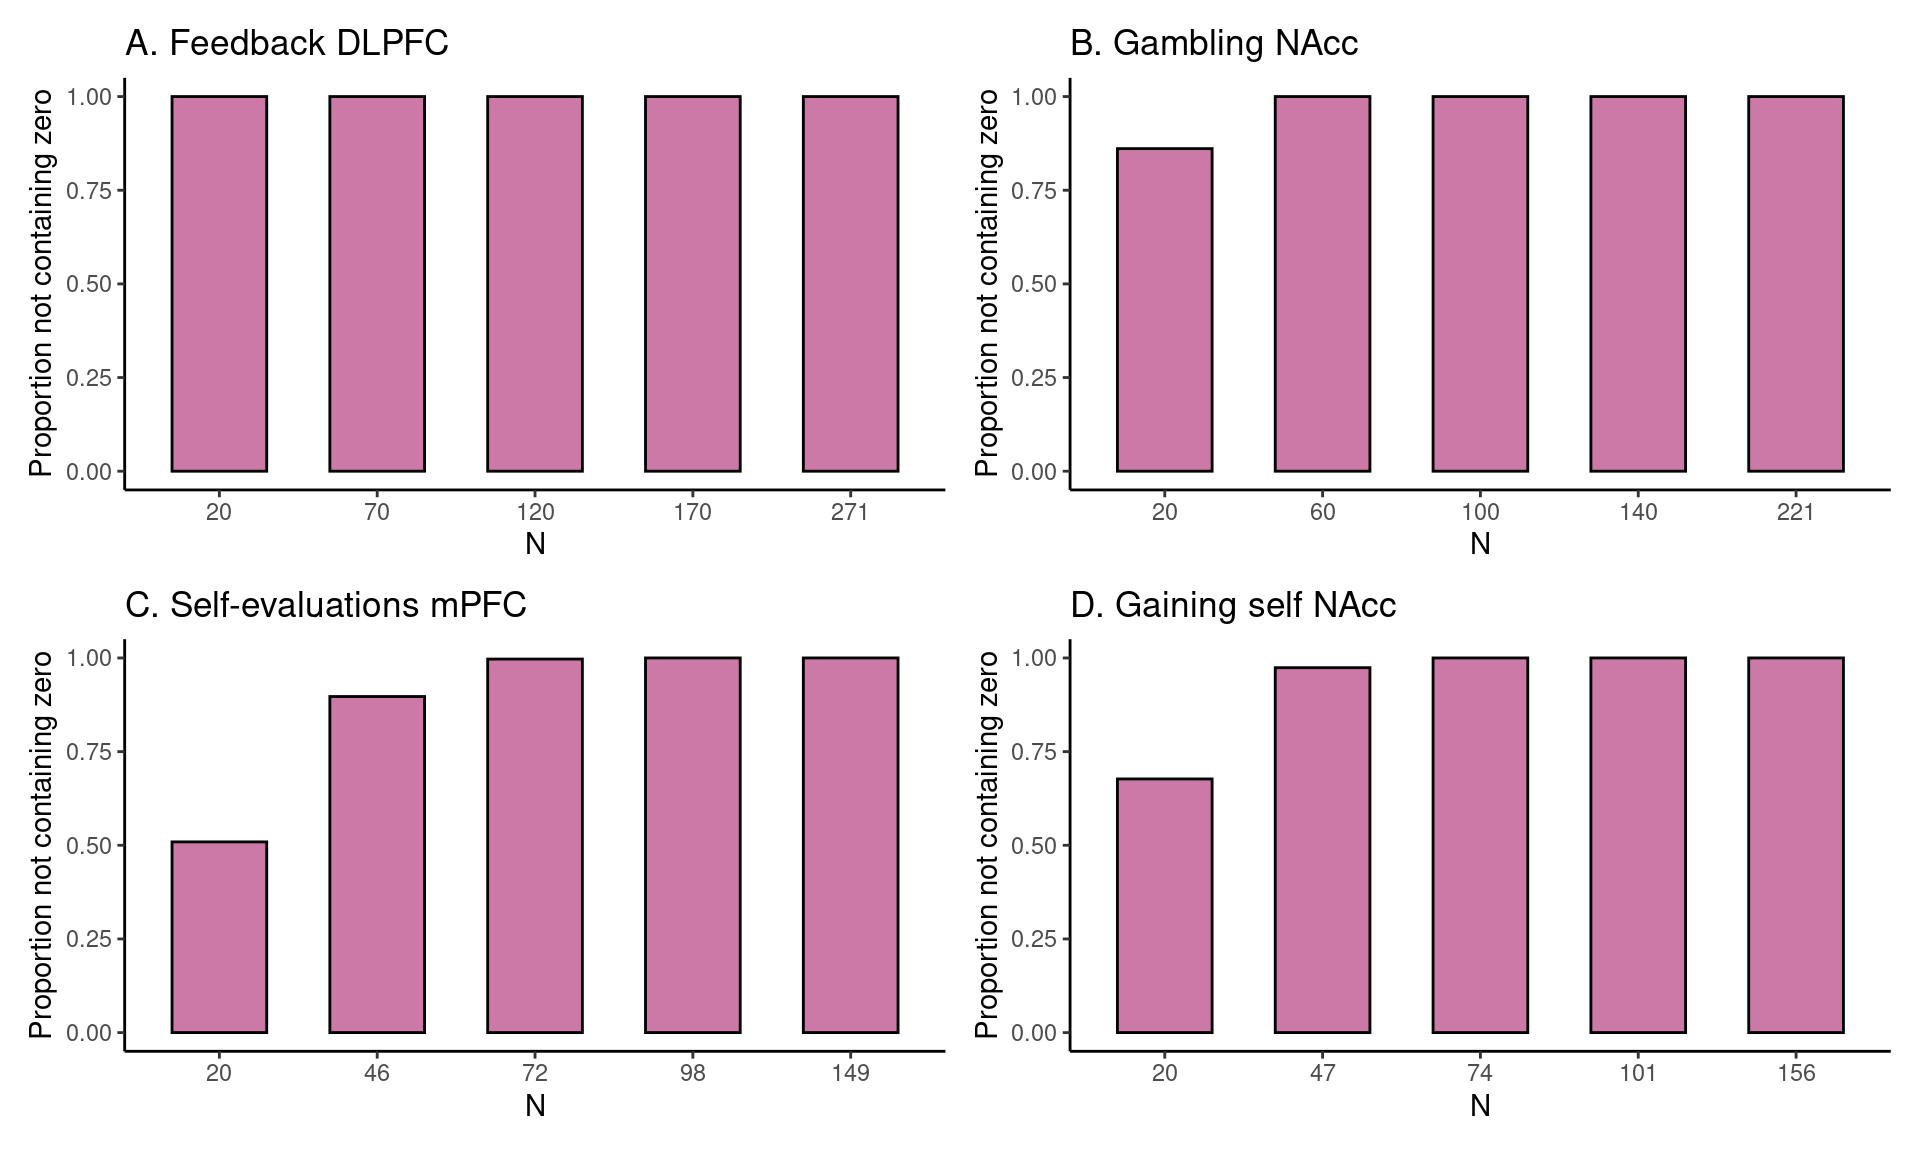 A. Feedback DLPFC
Proportion not containing zero
1.00
0.75
0.50
0.25
0.00
20 70 120 170 271
N
B. Gambling NAcc
Proportion not containing zero
1.00
0.75
0.50
0.25
0.00
20 60 100 140 221
N
C. Self-evaluations mPFC
Proportion not containing zero
1.00
0.75
0.50
0.25
0.00
20 46 72 98 149
N
D. Gaining self NAcc
Proportion not containing zero
1.00
0.75
0.50
0.25
0.00
20 47 74 101 156
N